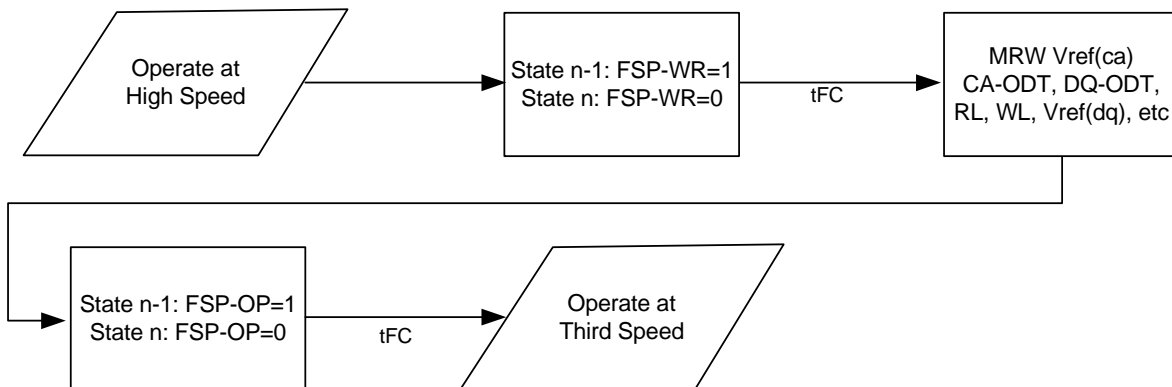 Operate at
High Speed
State n-1: FSP-WR=1
State n: FSP-WR=0
tFC
MRW Vref(ca)
CA-ODT, DQ-ODT,
RL, WL, Vref(dq), etc
State n-1: FSP-OP=1
State n: FSP-OP=0
tFC
Operate at
Third Speed